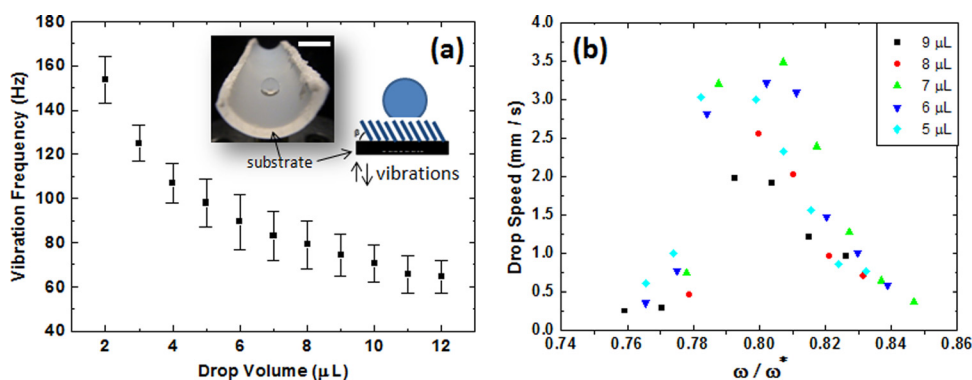 (a)
Vibration Frequency (Hz)
180
160
140
120
100
80
60
40
2 4 6 8 10 12
Drop Volume (μL)
β
substrate
vibrations
(b)
Drop Speed (mm / s)
4.0
3.5
3.0
2.5
2.0
1.5
1.0
0.5
0.0
0.74 0.76 0.78 0.80 0.82 0.84 0.86
ω / ω*
9 μL
8 μL
7 μL
6 μL
5 μL